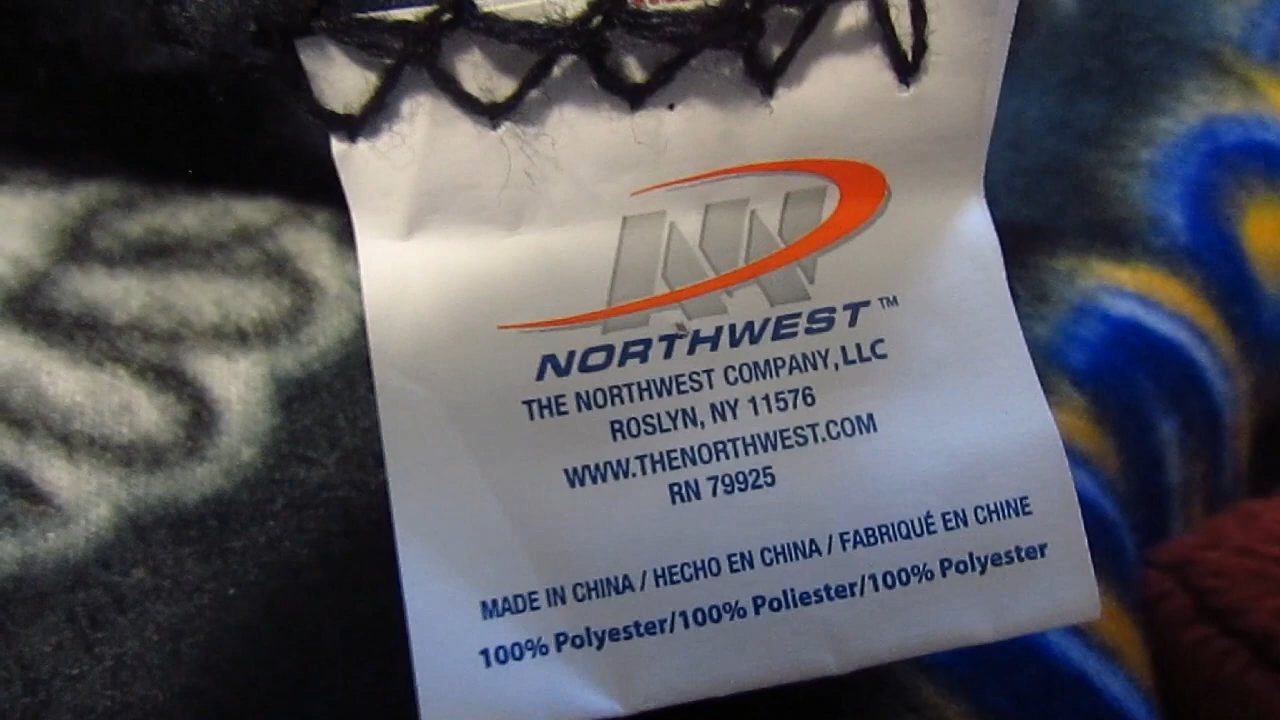 NORTHWEST™
THE NORTHWEST COMPANY, LLC
ROSLYN, NY 11576
WWW.THENORTHWEST.COM
RN 79925
MADE IN CHINA / HECHO EN CHINA / FABRIQUÉ EN CHINE
100% Polyester/100% Poliester/100% Polyester